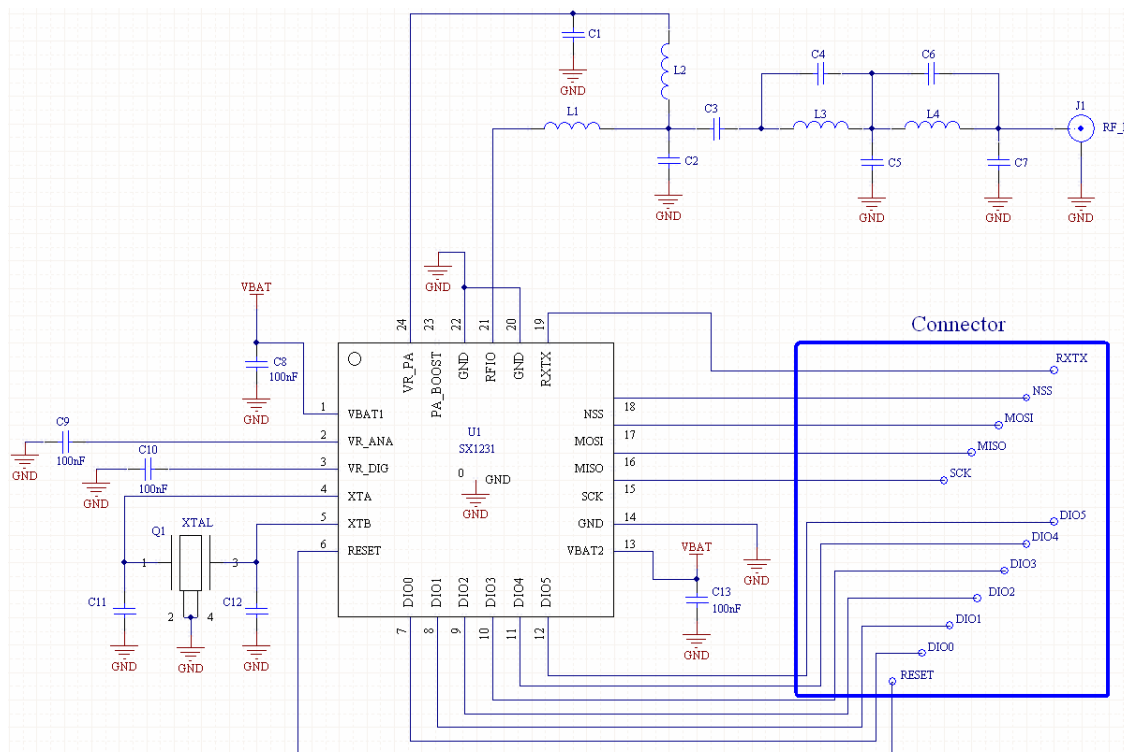 C1
GND
L2
C4
C6
L1
C3
L3
L4
J1
RF_I
C2
C5
C7
GND
GND
GND
GND
GND
VBAT
24
23
22
21
20
19
VR_PA
PA_BOOST
GND
RFIO
GND
RXTX
Connector
RXTX
C8
100nF
GND
NSS
1
VBAT1
NSS
18
MOSI
C9
100nF
GND
2
VR_ANA
U1
SX1231
MOSI
17
MISO
C10
100nF
GND
3
VR_DIG
0
GND
GND
MISO
16
SCK
4
XTA
SCK
15
Q1
XTAL
5
XTB
GND
14
DIO5
6
RESET
VBAT2
13
VBAT
GND
DIO4
1
3
DIO3
DIO0
DIO1
DIO2
DIO3
DIO4
DIO5
C11
2
4
C12
C13
100nF
DIO2
GND
GND
GND
7
8
9
10
11
12
GND
DIO1
DIO0
RESET